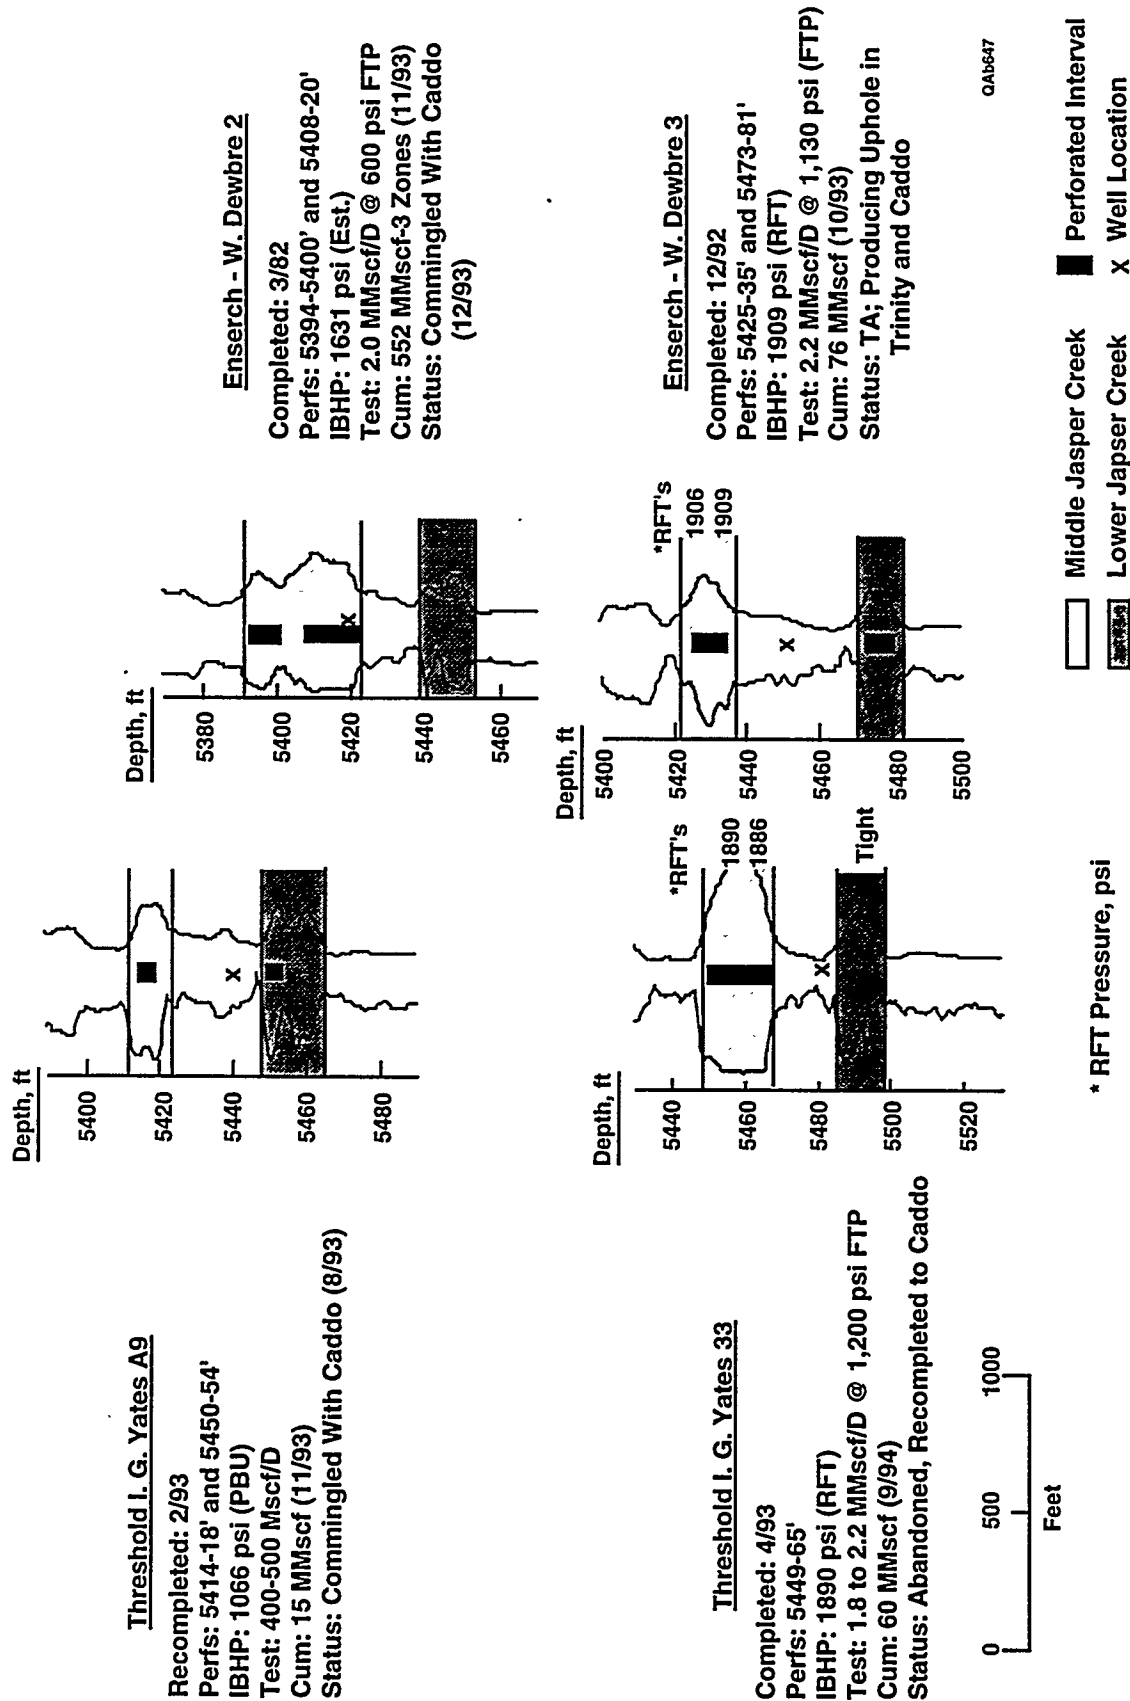 Threshold I. G. Yates A9
Recompleted: 2/93
Perfs: 5414-18' and 5450-54'
IBHP: 1066 psi (PBU)
Test: 400-500 Mscf/D
Cum: 15 MMscf (11/93)
Status: Commingled With Caddo (8/93)
Depth, ft
5400
5420
5440
5460
5480
X
Depth, ft
5380
5400
5420
5440
5460
X
Enserch - W. Dewbre 2
Completed: 3/82
Perfs: 5394-5400' and 5408-20'
IBHP: 1631 psi (Est.)
Test: 2.0 MMscf/D @ 600 psi FTP
Cum: 552 MMscf-3 Zones (11/93)
Status: Commingled With Caddo
(12/93)
Threshold I. G. Yates 33
Completed: 4/93
Perfs: 5449-65'
IBHP: 1890 psi (RFT)
Test: 1.8 to 2.2 MMscf/D @ 1,200 psi FTP
Cum: 60 MMscf (9/94)
Status: Abandoned, Recompleted to Caddo
Depth, ft
5440
5460
5480
5500
5520
X
*RFT's
1890
1886
Tight
Depth, ft
5400
5420
5440
5460
5480
5500
X
*RFT's
1906
1909
Enserch - W. Dewbre 3
Completed: 12/92
Perfs: 5425-35' and 5473-81'
IBHP: 1909 psi (RFT)
Test: 2.2 MMscf/D @ 1,130 psi (FTP)
Cum: 76 MMscf (10/93)
Status: TA; Producing Uphole in
Trinity and Caddo
0 500 1000
Feet
* RFT Pressure, psi
QAb647
Middle Jasper Creek
Perforated Interval
Lower Japser Creek
X Well Location